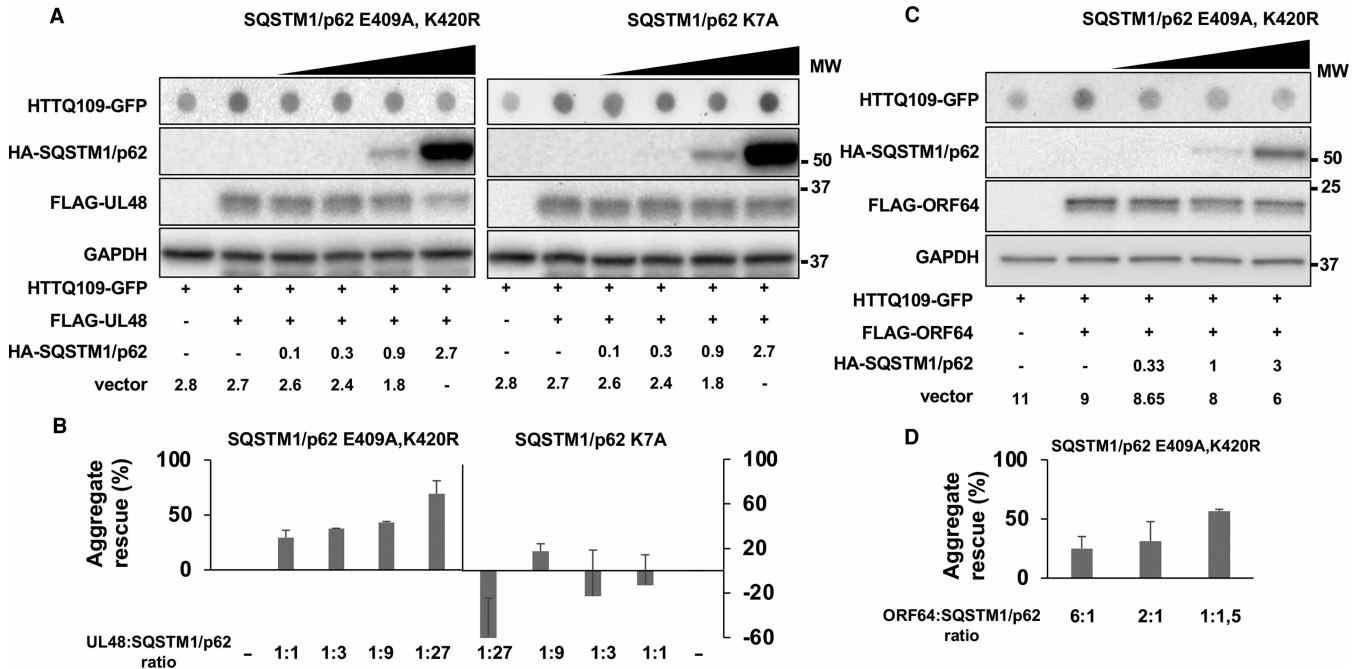 A
SQSTM1/p62 E409A, K420R
SQSTM1/p62 K7A
MW
HTTQ109-GFP
HA-SQSTM1/p62
50
37
FLAG-UL48
GAPDH
37
HTTQ109-GFP + + + + + + + + + + + +
FLAG-UL48 - + + + + + - + + + + +
HA-SQSTM1/p62 - - 0.1 0.3 0.9 2.7 - - 0.1 0.3 0.9 2.7
vector 2.8 2.7 2.6 2.4 1.8 - 2.8 2.7 2.6 2.4 1.8 -
B
SQSTM1/p62 E409A,K420R
SQSTM1/p62 K7A
Aggregate
rescue (%)
100
50
0
100
60
20
-20
-60
UL48:SQSTM1/p62
ratio
– 1:1 1:3 1:9 1:27 1:27 1:9 1:3 1:1 –
C
SQSTM1/p62 E409A, K420R
MW
HTTQ109-GFP
HA-SQSTM1/p62
50
25
FLAG-ORF64
GAPDH
37
HTTQ109-GFP + + + + +
FLAG-ORF64 - + + + +
HA-SQSTM1/p62 - - 0.33 1 3
vector 11 9 8.65 8 6
D
SQSTM1/p62 E409A,K420R
Aggregate
rescue (%)
100
50
0
ORF64:SQSTM1/p62
ratio
6:1 2:1 1:1,5